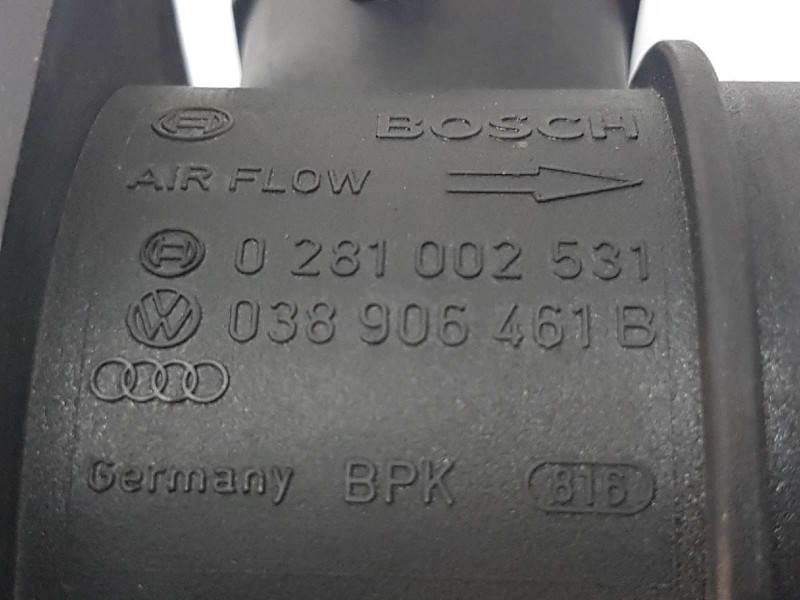 BOSCH
AIR FLOW
0 281 002 531
038 906 461 B
Germany BPK 816